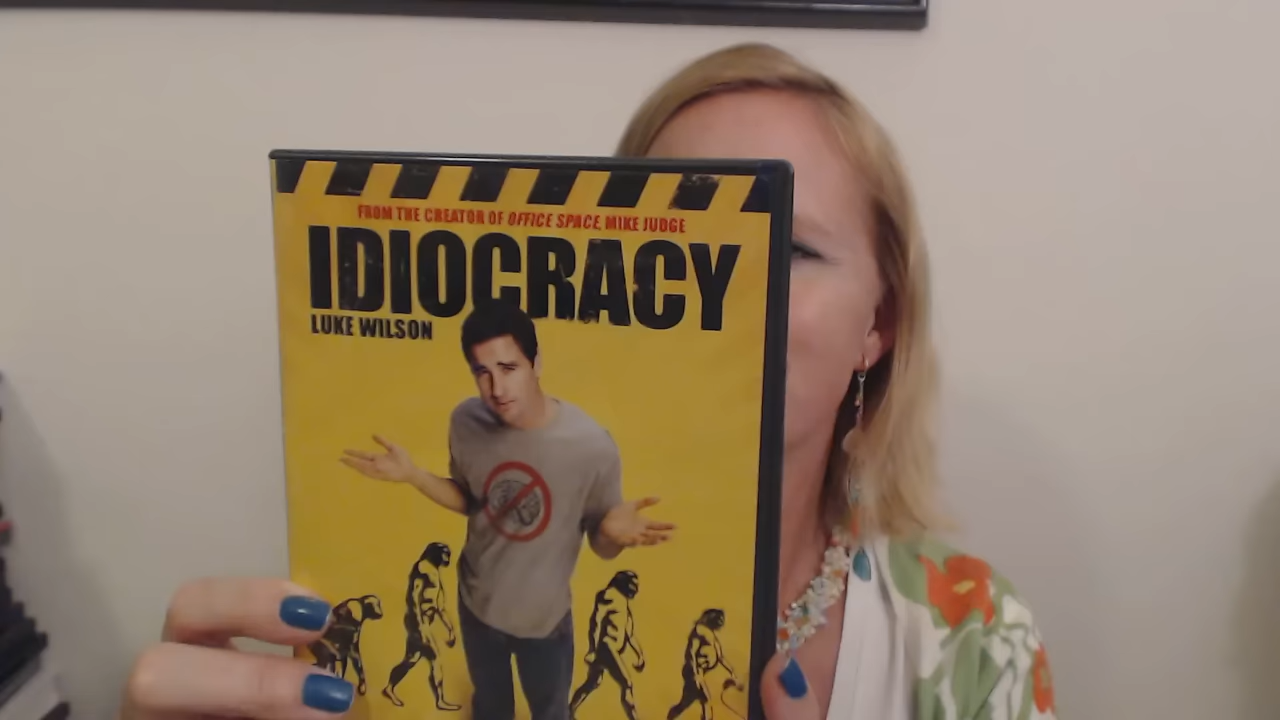 FROM THE CREATOR OF OFFICE SPACE, MIKE JUDGE
IDIOCRACY
LUKE WILSON